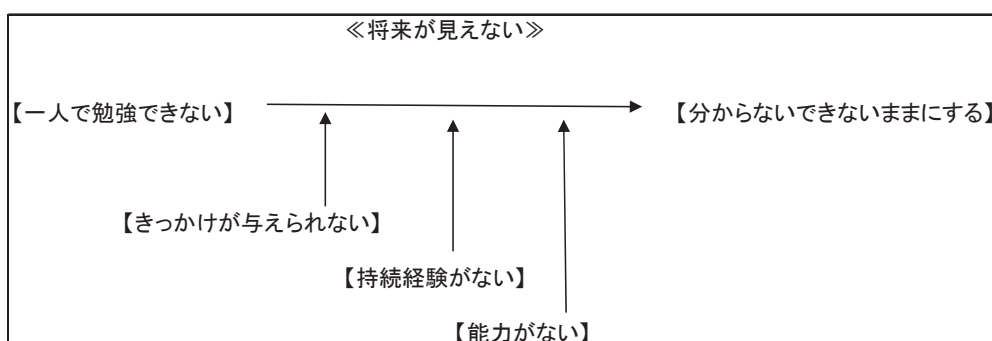 ≪将来が見えない≫
【一人で勉強できない】 【分からないできないままにする】
【きっかけが与えられない】
【持続経験がない】
【能力がない】